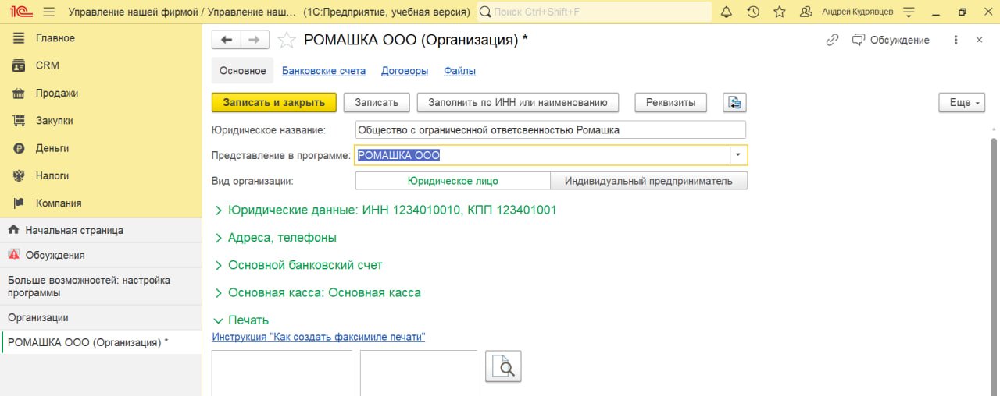 1С Управление нашей фирмой / Управление наш... (1С:Предприятие, учебная версия) Поиск Ctrl+Shift+F Андрей Кудрявцев
Главное
CRM
Продажи
Закупки
Деньги
Налоги
Компания
Начальная страница
Обсуждения
Больше возможностей: настройка
программы
Организации
РОМАШКА ООО (Организация) *
РОМАШКА ООО (Организация) * Обсуждение
Основное Банковские счета Договоры Файлы
Записать и закрыть Записать Заполнить по ИНН или наименованию Реквизиты Еще
Юридическое название: Общество с ограничеснной ответсвенностью Ромашка
Представление в программе: РОМАШКА ООО
Вид организации: Юридическое лицо Индивидуальный предприниматель
Юридические данные: ИНН 1234010010, КПП 123401001
Адреса, телефоны
Основной банковский счет
Основная касса: Основная касса
Печать
Инструкция "Как создать факсимиле печати"